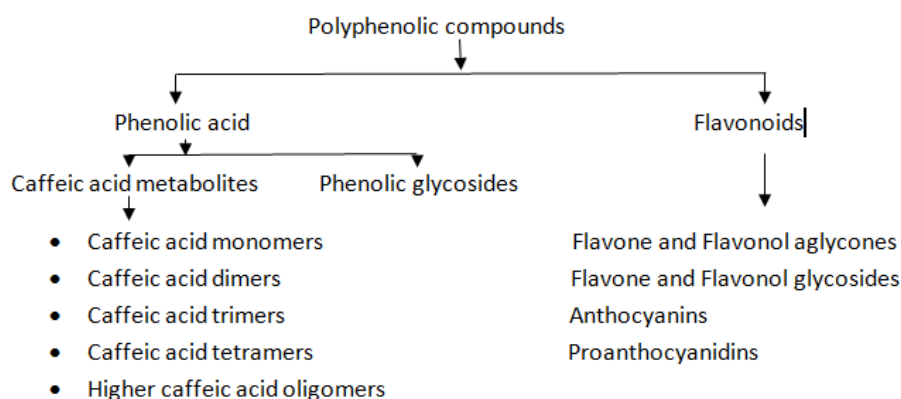 Polyphenolic compounds
Phenolic acid
Flavonoids
Caffeic acid metabolites
Phenolic glycosides
• Caffeic acid monomers
• Caffeic acid dimers
• Caffeic acid trimers
• Caffeic acid tetramers
• Higher caffeic acid oligomers
Flavone and Flavonol aglycones
Flavone and Flavonol glycosides
Anthocyanins
Proanthocyanidins